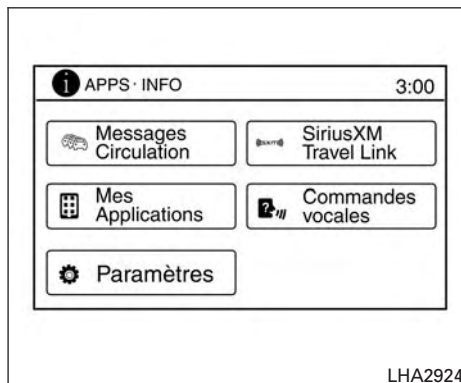 i APPS · INFO 3:00
Messages
Circulation
SiriusXM
Travel Link
Mes
Applications
? Commandes
vocales
Paramètres
LHA2924